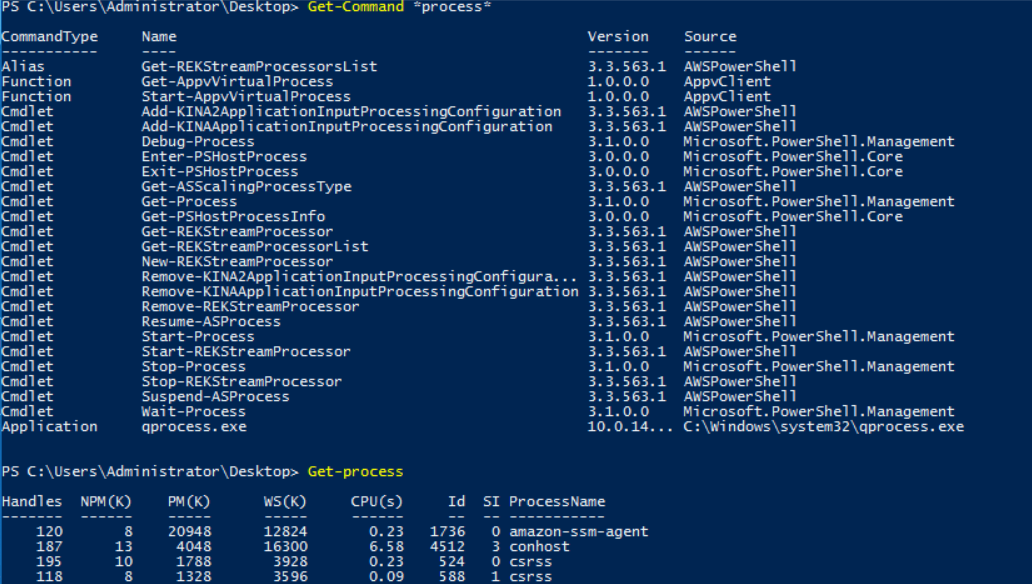 PS C:\Users\Administrator\Desktop> Get-Command *process*
CommandType Name Version Source
----------- ---- ------- ------
Alias Get-REKStreamProcessorsList 3.3.563.1 AWSPowerShell
Function Get-AppvVirtualProcess 1.0.0.0 AppvClient
Function Start-AppvVirtualProcess 1.0.0.0 AppvClient
Cmdlet Add-KINA2ApplicationInputProcessingConfiguration 3.3.563.1 AWSPowerShell
Cmdlet Add-KINAApplicationInputProcessingConfiguration 3.3.563.1 AWSPowerShell
Cmdlet Debug-Process 3.1.0.0 Microsoft.PowerShell.Management
Cmdlet Enter-PSHostProcess 3.0.0.0 Microsoft.PowerShell.Core
Cmdlet Exit-PSHostProcess 3.0.0.0 Microsoft.PowerShell.Core
Cmdlet Get-ASScalingProcessType 3.3.563.1 AWSPowerShell
Cmdlet Get-Process 3.1.0.0 Microsoft.PowerShell.Management
Cmdlet Get-PSHostProcessInfo 3.0.0.0 Microsoft.PowerShell.Core
Cmdlet Get-REKStreamProcessor 3.3.563.1 AWSPowerShell
Cmdlet Get-REKStreamProcessorList 3.3.563.1 AWSPowerShell
Cmdlet New-REKStreamProcessor 3.3.563.1 AWSPowerShell
Cmdlet Remove-KINA2ApplicationInputProcessingConfigura... 3.3.563.1 AWSPowerShell
Cmdlet Remove-KINAApplicationInputProcessingConfiguration 3.3.563.1 AWSPowerShell
Cmdlet Remove-REKStreamProcessor 3.3.563.1 AWSPowerShell
Cmdlet Resume-ASProcess 3.3.563.1 AWSPowerShell
Cmdlet Start-Process 3.1.0.0 Microsoft.PowerShell.Management
Cmdlet Start-REKStreamProcessor 3.3.563.1 AWSPowerShell
Cmdlet Stop-Process 3.1.0.0 Microsoft.PowerShell.Management
Cmdlet Stop-REKStreamProcessor 3.3.563.1 AWSPowerShell
Cmdlet Suspend-ASProcess 3.3.563.1 AWSPowerShell
Cmdlet Wait-Process 3.1.0.0 Microsoft.PowerShell.Management
Application qprocess.exe 10.0.14... C:\Windows\system32\qprocess.exe
PS C:\Users\Administrator\Desktop> Get-process
Handles NPM(K) PM(K) WS(K) CPU(s) Id SI ProcessName
------- ------ ----- ----- ------ -- -- -----------
120 8 20948 12824 0.23 1736 0 amazon-ssm-agent
187 13 4048 16300 6.58 4512 3 conhost
195 10 1788 3928 0.23 524 0 csrss
118 8 1328 3596 0.09 588 1 csrss